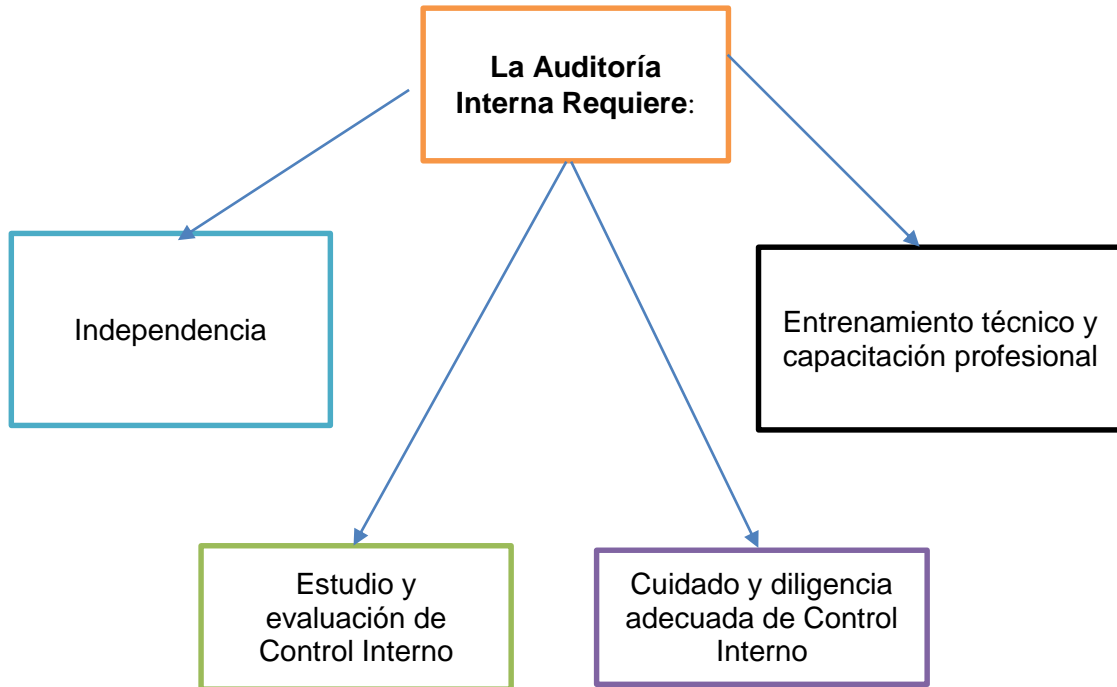 La Auditoría
Interna Requiere:
Independencia
Entrenamiento técnico y
capacitación profesional
Estudio y
evaluación de
Control Interno
Cuidado y diligencia
adecuada de Control
Interno